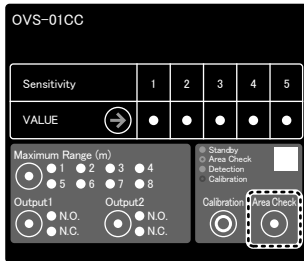 OVS-01CC
Sensitivity 1 2 3 4 5
VALUE
Maximum Range (m)
1 2 3 4
5 6 7 8
Standby
Area Check
Detection
Calibration
Output1 Output2
N.O. N.O.
N.C. N.C.
Calibration Area Check